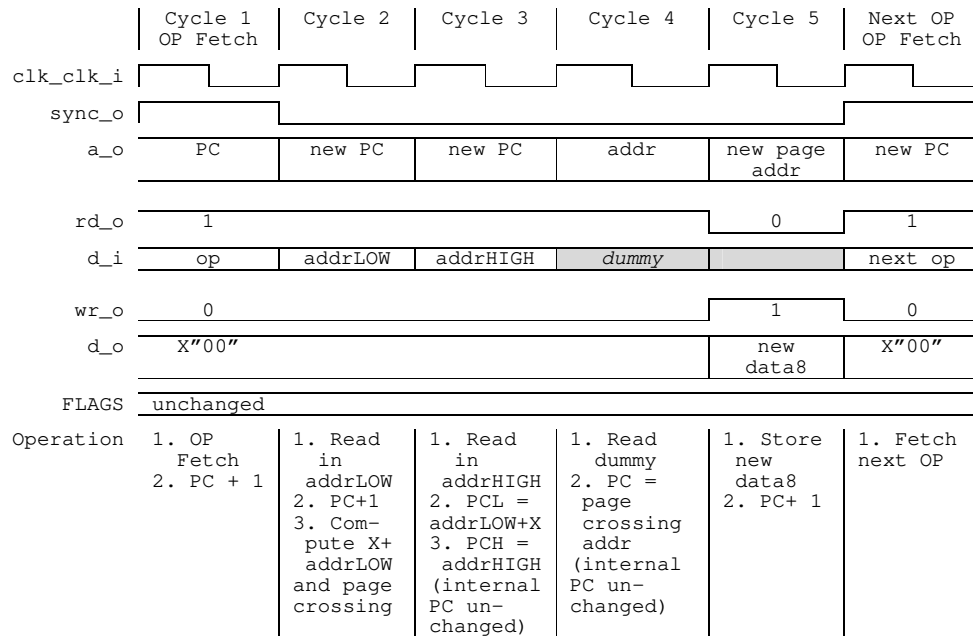 Cycle 1 Cycle 2 Cycle 3 Cycle 4 Cycle 5 Next OP
OP Fetch OP Fetch
clk_clk_i
sync_o
a_o PC new PC new PC addr new page new PC
addr
rd_o 1 0 1
d_i op addrLOW addrHIGH dummy next op
wr_o 0 1 0
d_o X"00" new X"00"
data8
FLAGS unchanged
Operation 1. OP 1. Read 1. Read 1. Read 1. Store 1. Fetch
Fetch in in dummy new next OP
2. PC + 1 addrLOW addrHIGH 2. PC = data8
2. PC+1 2. PCL = page 2. PC+ 1
3. Com- addrLOW+X crossing
pute X+ 3. PCH = addr
addrLOW addrHIGH (internal
and page (internal PC un-
crossing PC un- changed)
changed)